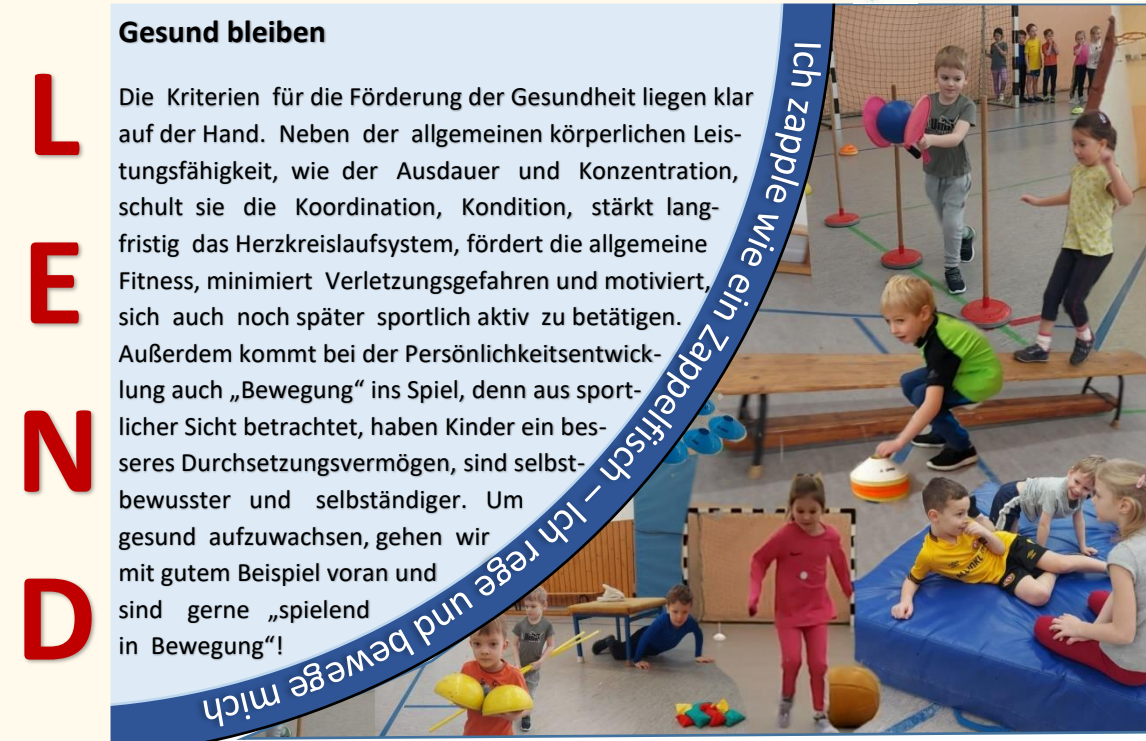 L
E
N
D
Gesund bleiben
Die Kriterien für die Förderung der Gesundheit liegen klar
auf der Hand. Neben der allgemeinen körperlichen Leis-
tungsfähigkeit, wie der Ausdauer und Konzentration,
schult sie die Koordination, Kondition, stärkt lang-
fristig das Herzkreislaufsystem, fördert die allgemeine
Fitness, minimiert Verletzungsgefahren und motiviert,
sich auch noch später sportlich aktiv zu betätigen.
Außerdem kommt bei der Persönlichkeitsentwick-
lung auch „Bewegung“ ins Spiel, denn aus sport-
licher Sicht betrachtet, haben Kinder ein bes-
seres Durchsetzungsvermögen, sind selbst-
bewusster und selbständiger. Um
gesund aufzuwachsen, gehen wir
mit gutem Beispiel voran und
sind gerne „spielend
in Bewegung“!
Ich zapple wie ein Zappelfisch – Ich rege und bewege mich